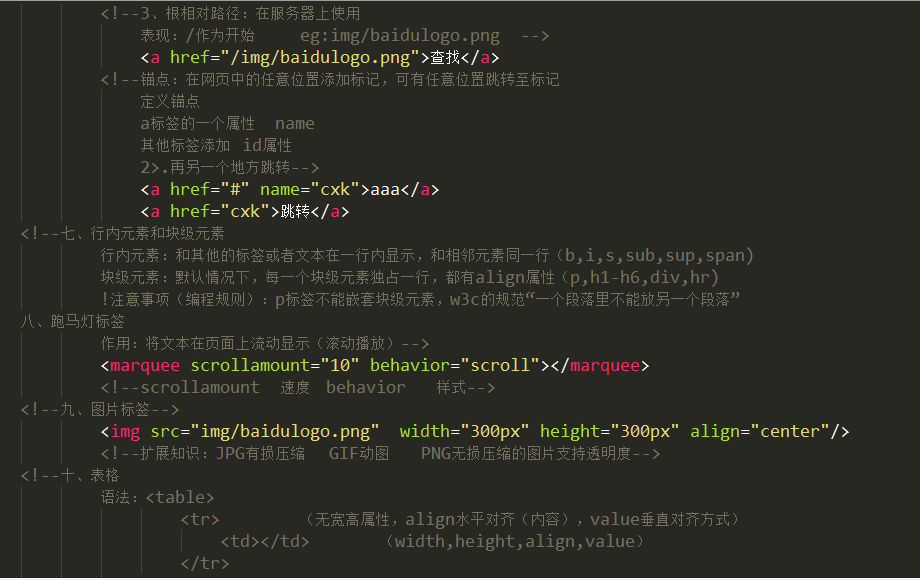 <!--3、根相对路径：在服务器上使用
表现：/作为开始 eg:img/baidulogo.png -->
<a href="/img/baidulogo.png">查找</a>
<!--锚点：在网页中的任意位置添加标记，可有任意位置跳转至标记
定义锚点
a标签的一个属性 name
其他标签添加 id属性
2>.再另一个地方跳转-->
<a href="#" name="cxk">aaa</a>
<a href="cxk">跳转</a>
<!--七、行内元素和块级元素
行内元素：和其他的标签或者文本在一行内显示，和相邻元素同一行（b,i,s,sub,sup,span）
块级元素：默认情况下，每一个块级元素独占一行，都有align属性（p,h1-h6,div,hr）
!注意事项（编程规则）：p标签不能嵌套块级元素，w3c的规范“一个段落里不能放另一个段落”
八、跑马灯标签
作用：将文本在页面上流动显示（滚动播放）-->
<marquee scrollamount="10" behavior="scroll"></marquee>
<!--scrollamount 速度 behavior 样式-->
<!--九、图片标签-->
<img src="img/baidulogo.png" width="300px" height="300px" align="center"/>
<!--扩展知识：JPG有损压缩 GIF动图 PNG无损压缩的图片支持透明度-->
<!--十、表格
语法：<table>
<tr> （无宽高属性，align水平对齐（内容），value垂直对齐方式）
<td></td> （width,height,align,value）
</tr>